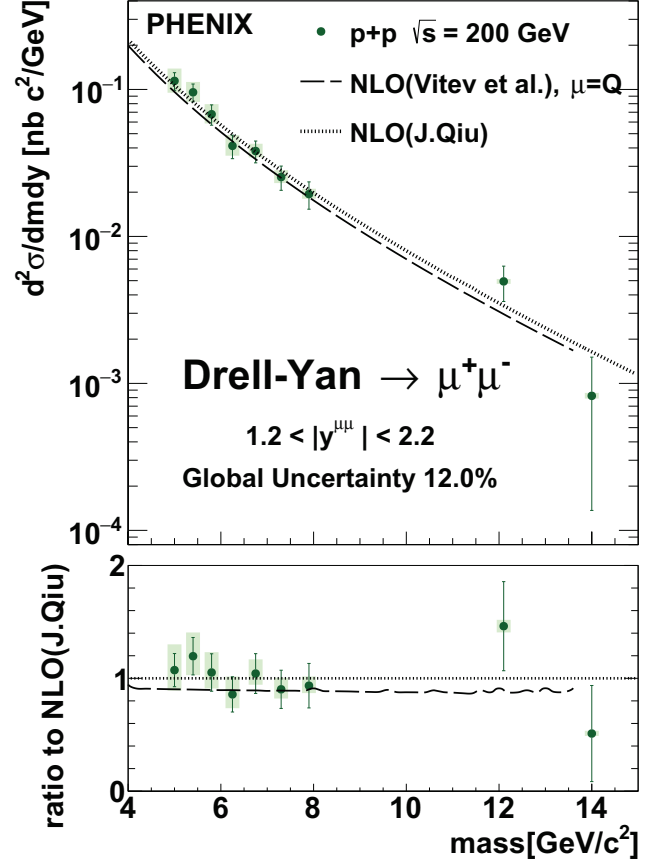 PHENIX
p+p √s = 200 GeV
NLO(Vitev et al.), μ=Q
NLO(J.Qiu)
d²σ/dmdy [nb c²/GeV]
10⁻¹
10⁻²
10⁻³
10⁻⁴
Drell-Yan → μ⁺μ⁻
1.2 < |y^μμ| < 2.2
Global Uncertainty 12.0%
ratio to NLO(J.Qiu)
2
1
0
4 6 8 10 12 14
mass[GeV/c²]